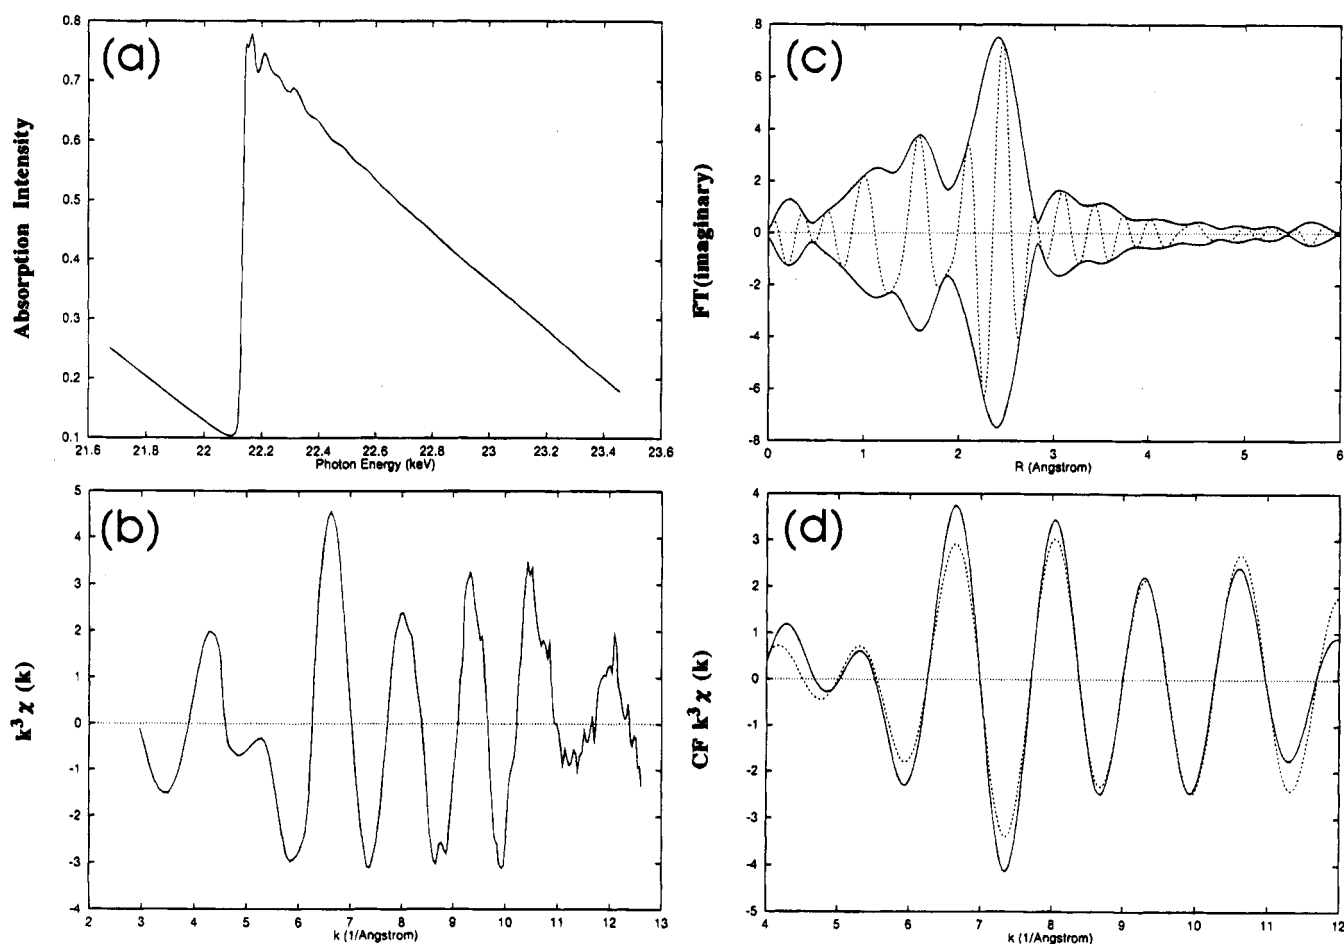 (a)
Absorption Intensity
0.8
0.7
0.6
0.5
0.4
0.3
0.2
0.1
21.6 21.8 22 22.2 22.4 22.6 22.8 23 23.2 23.4 23.6
Photon Energy (keV)
(c)
FT(imaginary)
8
6
4
2
0
-2
-4
-6
-8
0 1 2 3 4 5 6
R (Angstrom)
(b)
k³ χ (k)
5
4
3
2
1
0
-1
-2
-3
-4
2 3 4 5 6 7 8 9 10 11 12 13
k (1/Angstrom)
(d)
CF k³ χ (k)
4
3
2
1
0
-1
-2
-3
-4
-5
4 5 6 7 8 9 10 11 12
k (1/Angstrom)